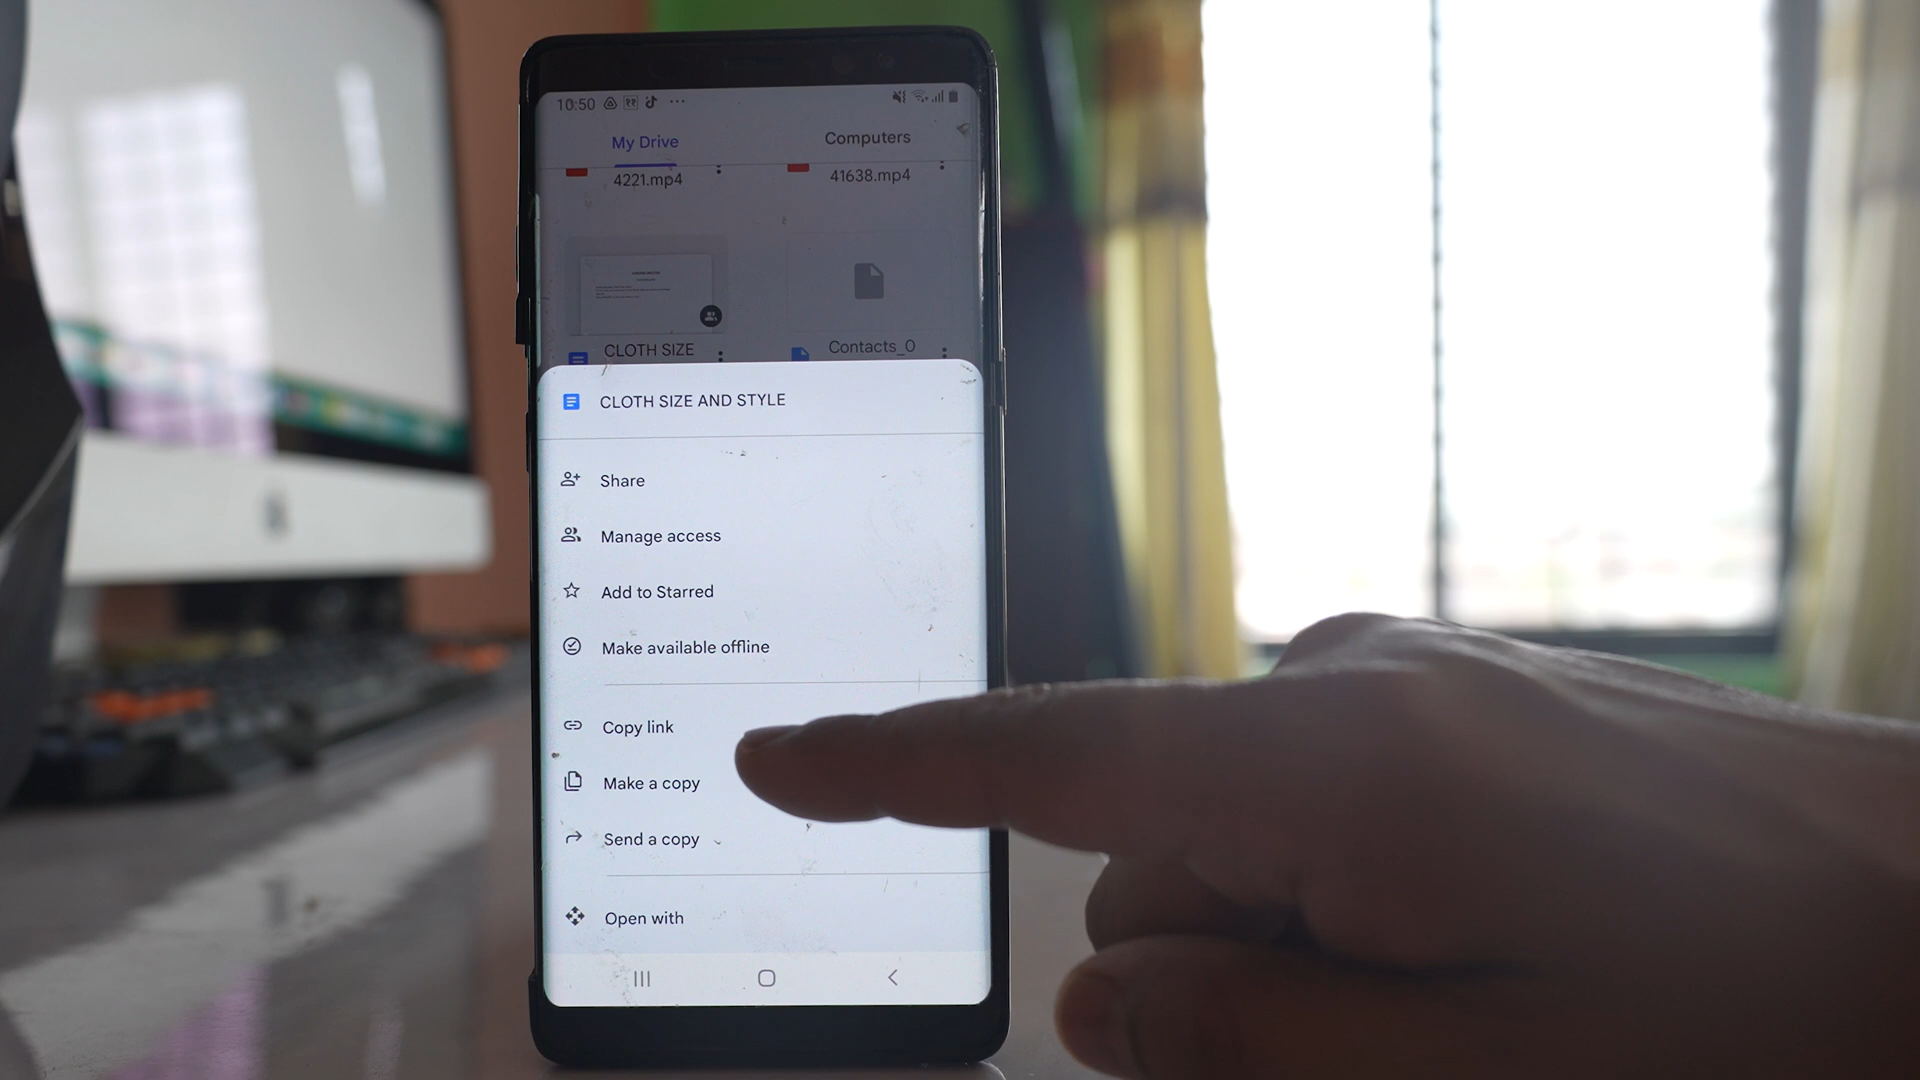 10:50
My Drive
Computers
4221.mp4
41638.mp4
CLOTH SIZE
Contacts_0
CLOTH SIZE AND STYLE
Share
Manage access
Add to Starred
Make available offline
Copy link
Make a copy
Send a copy
Open with